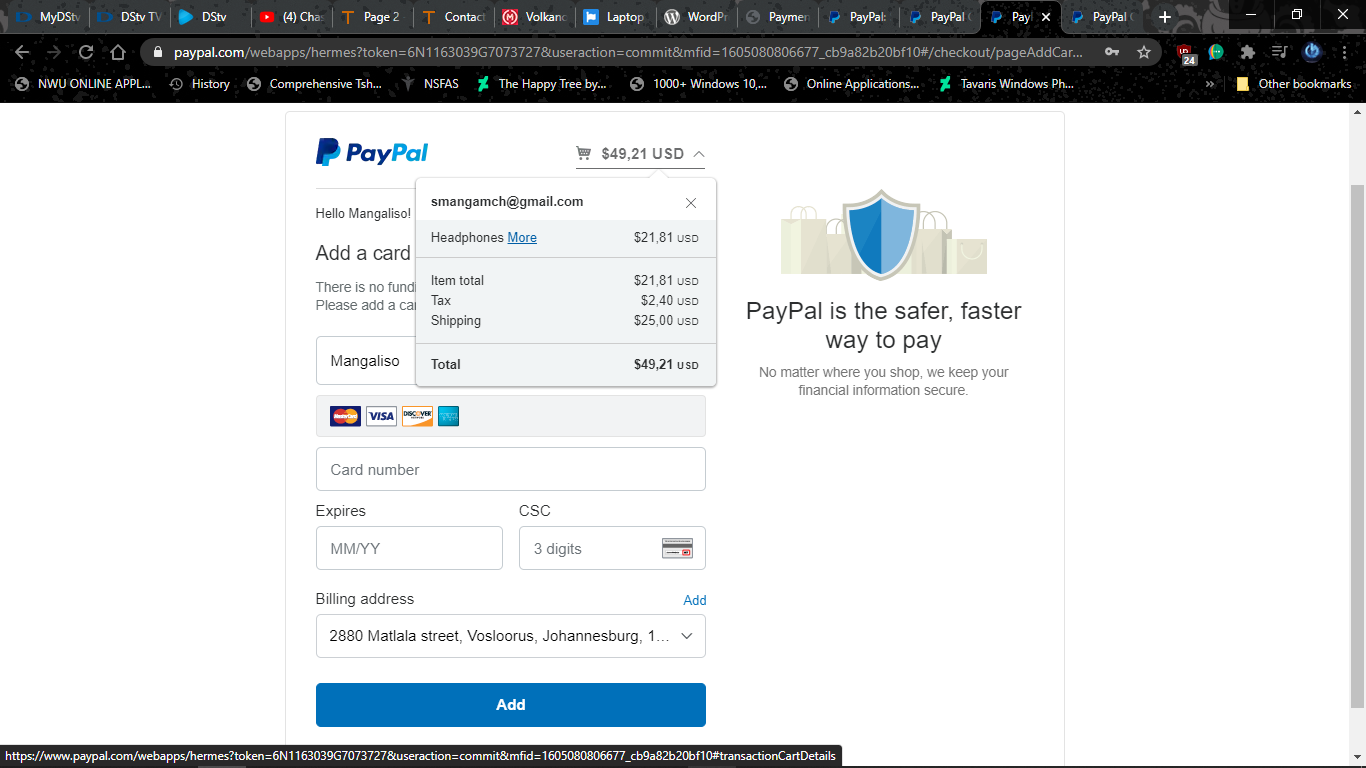 MyDStv
DStv TV
DStv
(4) Chas
Page 2
Contact
Volkano
Laptop
WordPr
Paymen
PayPal:
PayPal C
Payl
PayPal C
paypal.com/webapps/hermes?token=6N1163039G7073727&useraction=commit&mfid=1605080806677_cb9a82b20bf10#/checkout/pageAddCar...
24
NWU ONLINE APPL...
History
Comprehensive Tsh...
NSFAS
The Happy Tree by...
1000+ Windows 10,...
Online Applications...
Tavaris Windows Ph...
»
Other bookmarks
PayPal
$49,21 USD
smangamch@gmail.com
Hello Mangaliso!
Headphones More $21,81 USD
Add a card
Item total $21,81 USD
There is no fundi
Tax $2,40 USD
Please add a car
Shipping $25,00 USD
Total $49,21 USD
Mangaliso
MasterCard VISA DISCOVER
Card number
Expires CSC
MM/YY 3 digits
Billing address Add
2880 Matlala street, Vosloorus, Johannesburg, 1...
Add
PayPal is the safer, faster
way to pay
No matter where you shop, we keep your
financial information secure.
https://www.paypal.com/webapps/hermes?token=6N1163039G7073727&useraction=commit&mfid=1605080806677_cb9a82b20bf10#transactionCartDetails